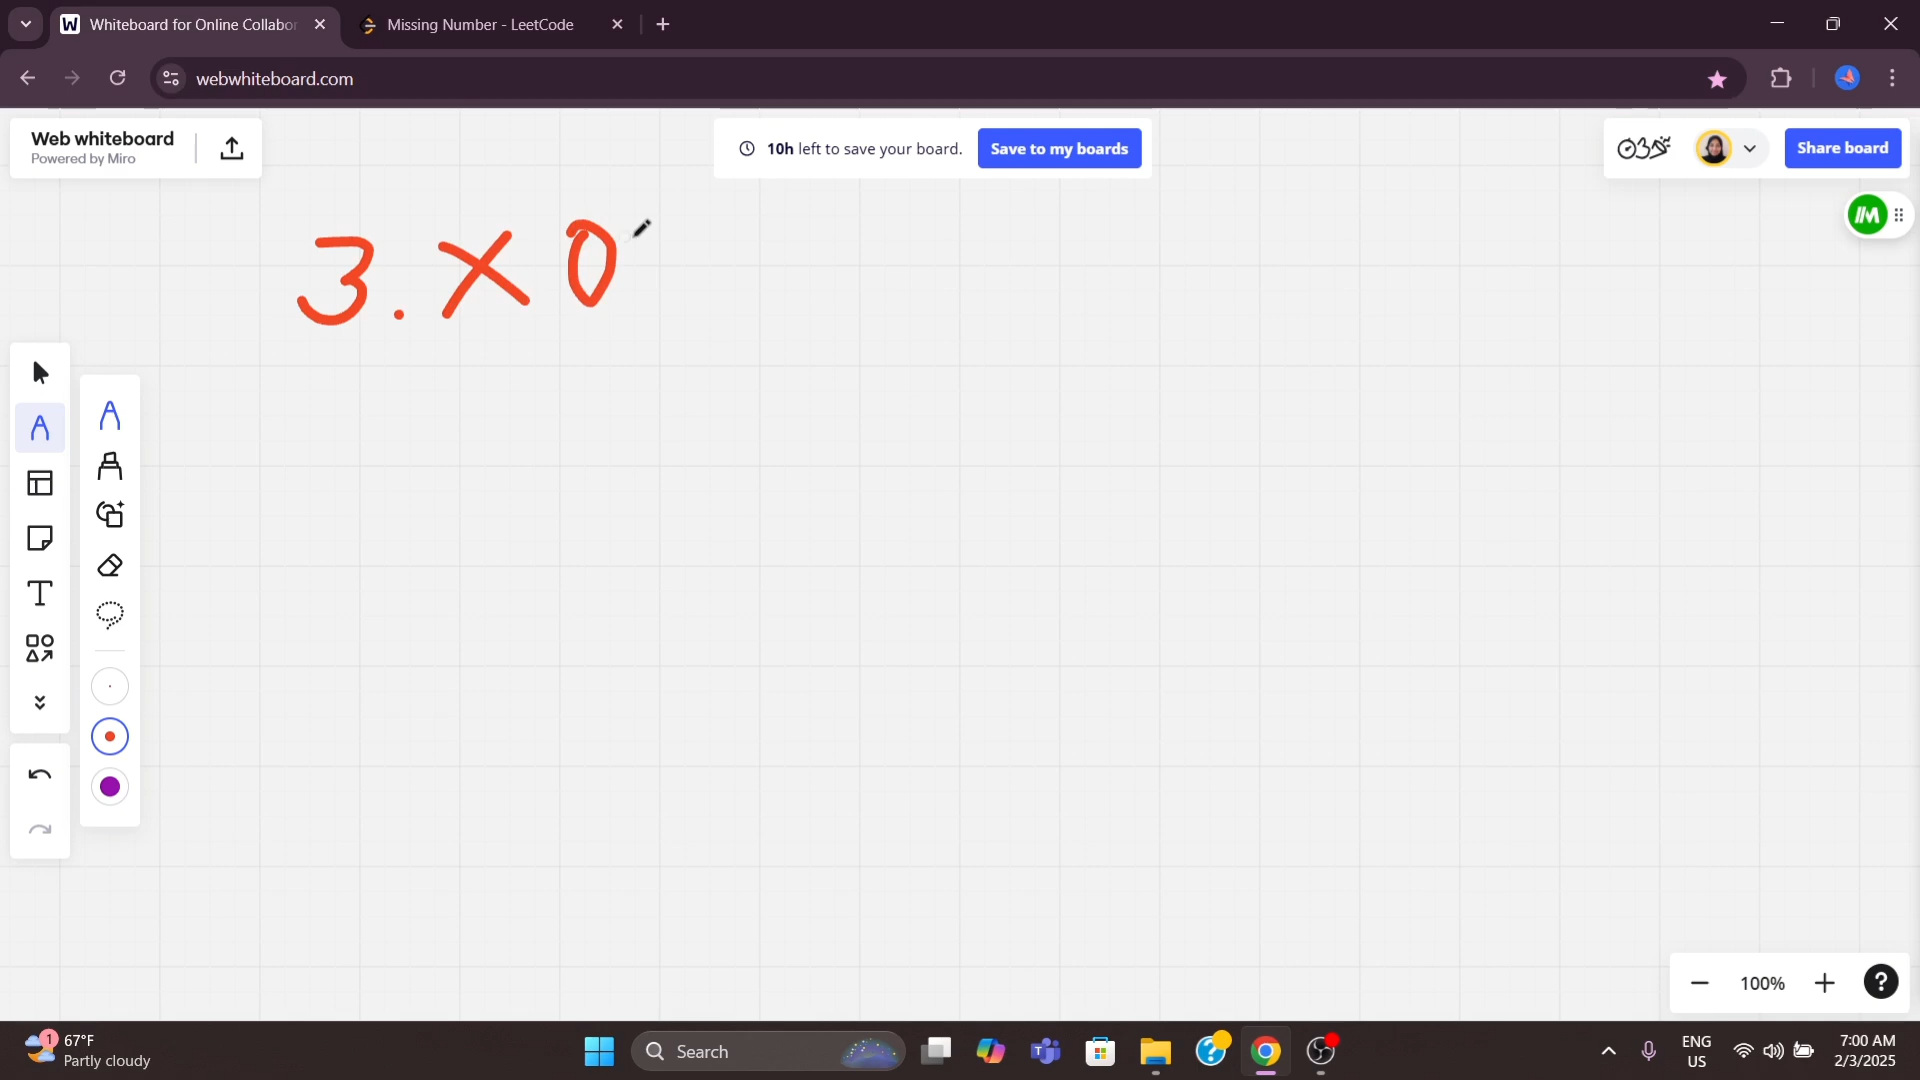 Whiteboard for Online Collabor
Missing Number - LeetCode
webwhiteboard.com
Web whiteboard
Powered by Miro
10h left to save your board.
Save to my boards
Share board
3. X O
T
100%
?
1
67°F
Partly cloudy
Search
ENG
US
7:00 AM
2/3/2025